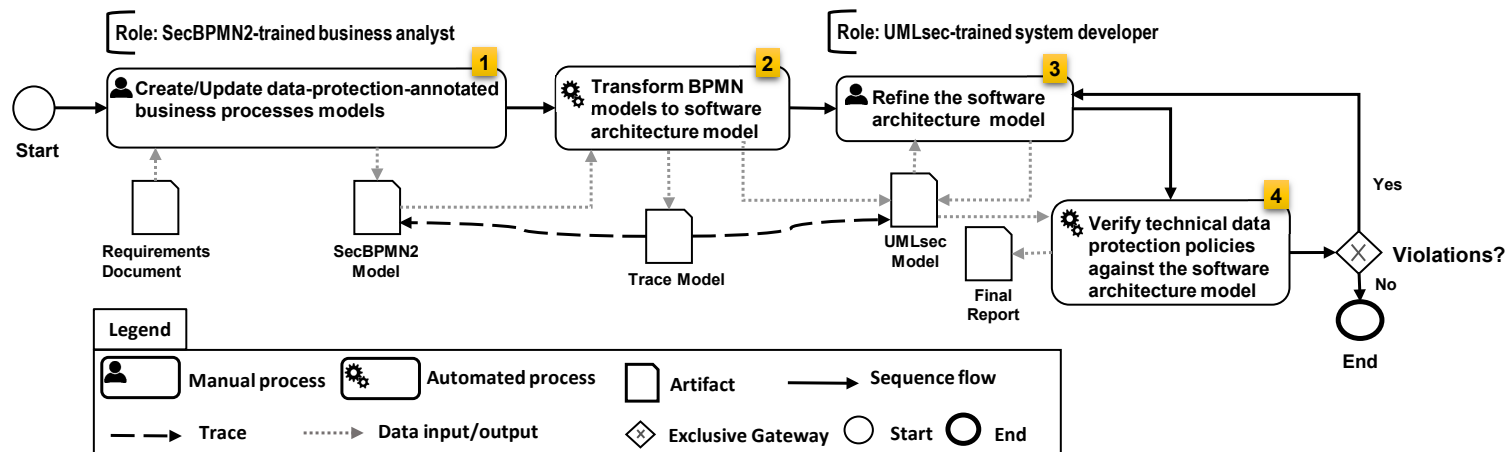 Role: SecBPMN2-trained business analyst
Role: UMLsec-trained system developer
1
2
3
Create/Update data-protection-annotated
business processes models
Transform BPMN
models to software
architecture model
Refine the software
architecture model
Start
Yes
4
Requirements
Document
SecBPMN2
Model
Trace Model
UMLsec
Model
Final
Report
Verify technical data
protection policies
against the software
architecture model
X
Violations?
No
End
Legend
Manual process
Automated process
Artifact
Sequence flow
Trace
Data input/output
X
Exclusive Gateway
Start
End